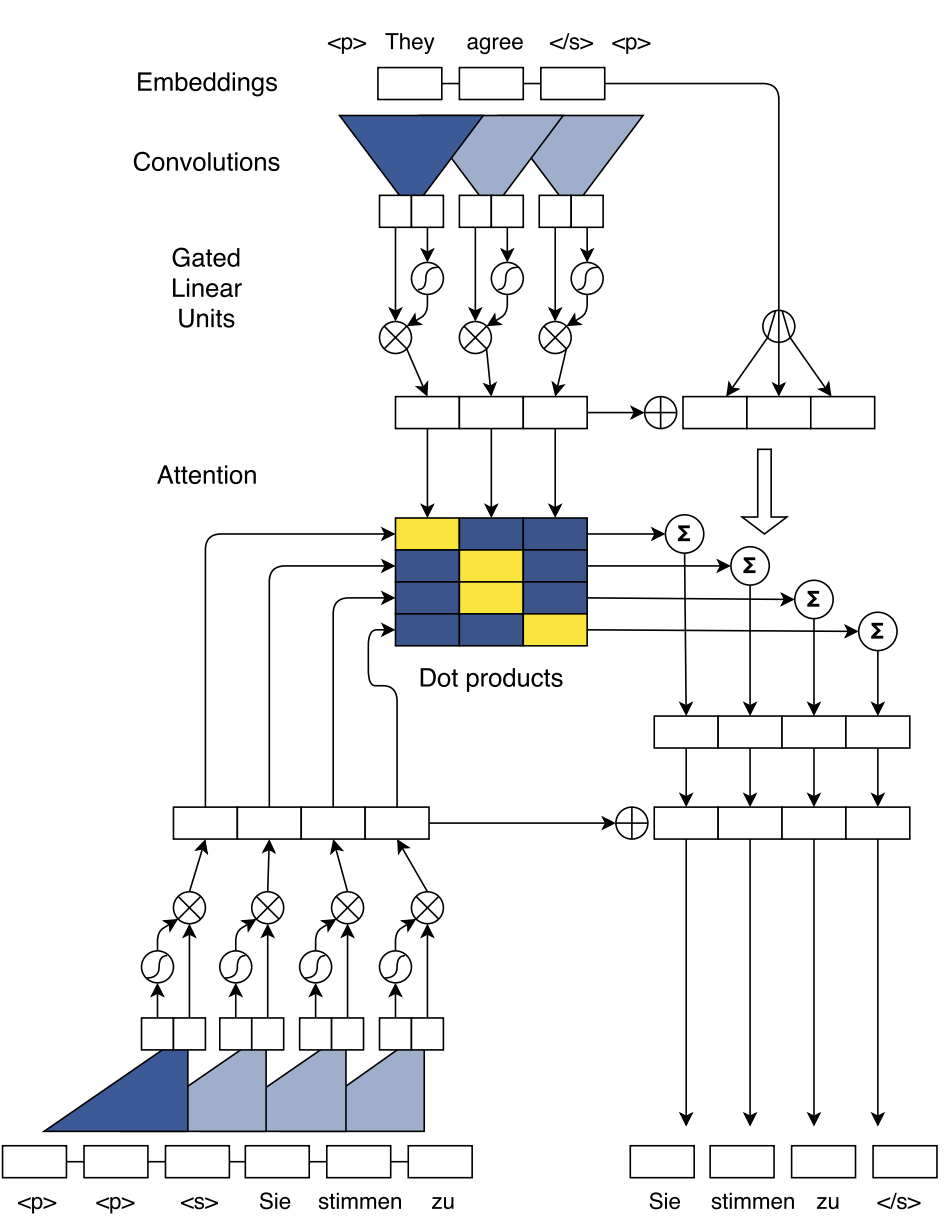 <p> They agree </s> <p>
Embeddings
Convolutions
Gated
Linear
Units
Attention
Σ
Σ
Σ
Σ
Dot products
<p> <p> <s> Sie stimmen zu
Sie stimmen zu </s>